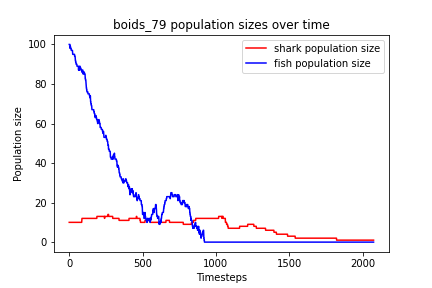 boids_79 population sizes over time
shark population size
fish population size
Population size
100
80
60
40
20
0
0
500
1000
1500
2000
Timesteps